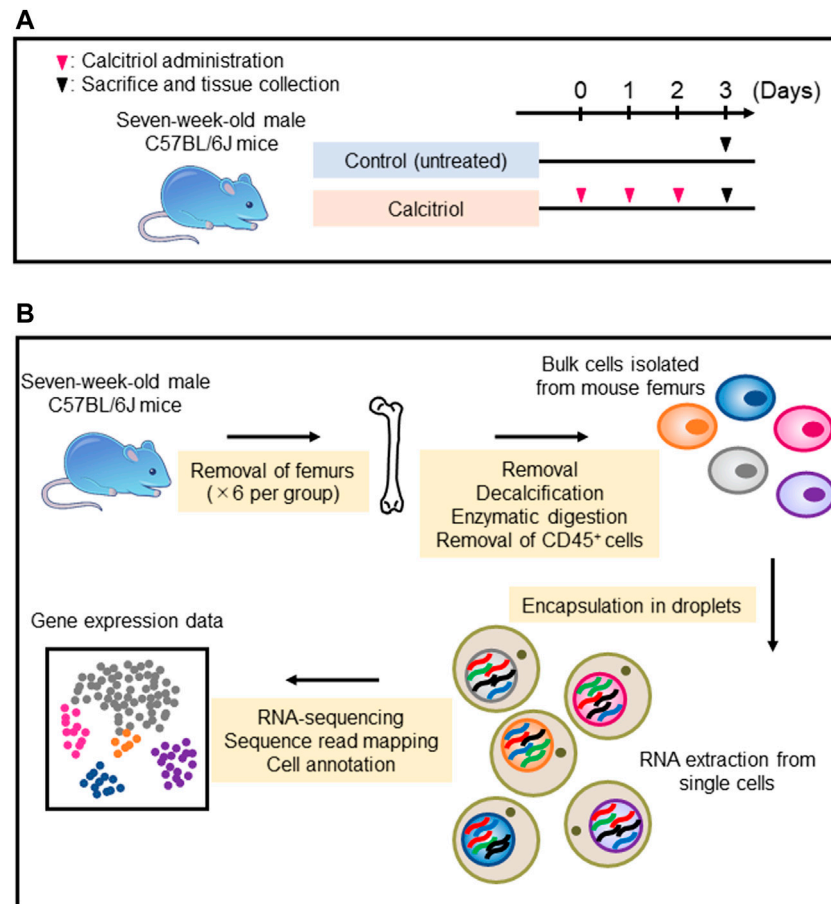 A
▼: Calcitriol administration
▼: Sacrifice and tissue collection
Seven-week-old male
C57BL/6J mice
0 1 2 3 (Days)
Control (untreated)
Calcitriol
B
Seven-week-old male
C57BL/6J mice
Removal of femurs
(×6 per group)
Removal
Decalcification
Enzymatic digestion
Removal of CD45⁺ cells
Bulk cells isolated
from mouse femurs
Encapsulation in droplets
RNA extraction from
single cells
RNA-sequencing
Sequence read mapping
Cell annotation
Gene expression data